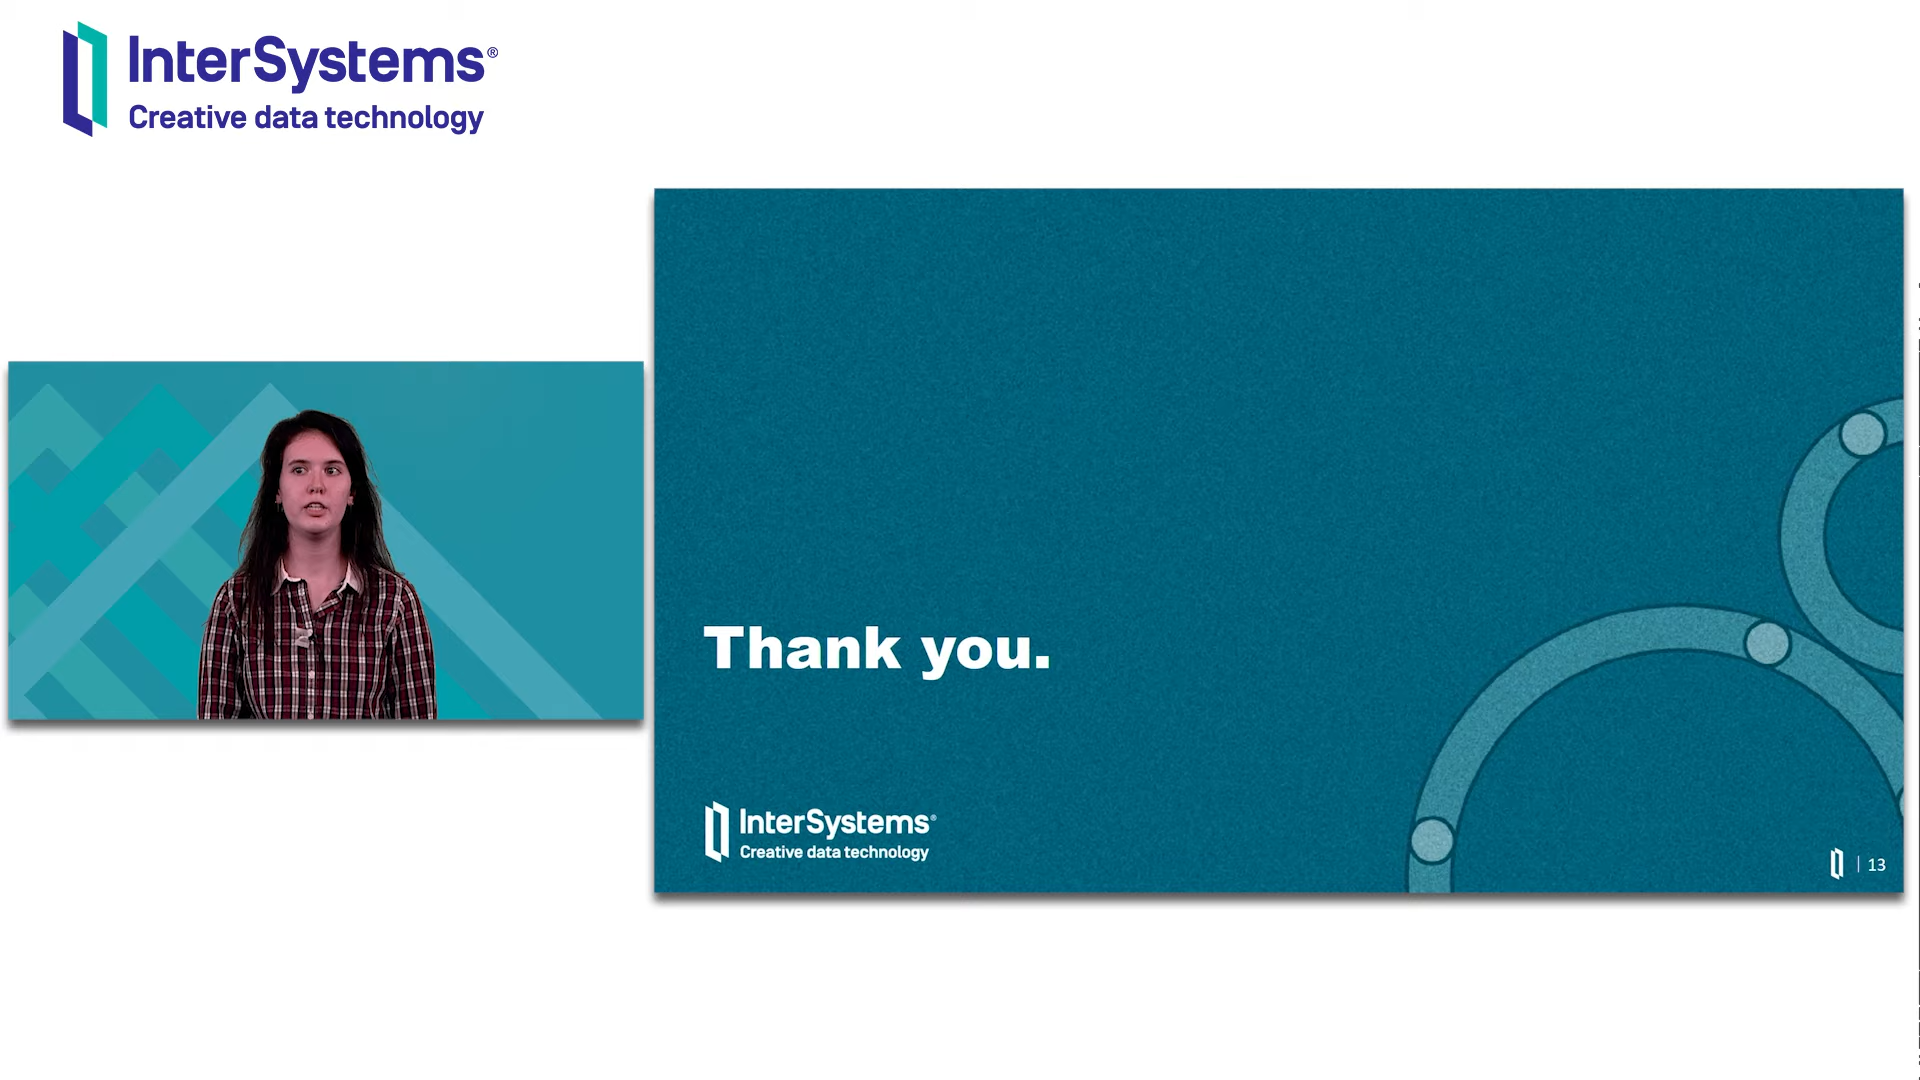 InterSystems®
Creative data technology
Thank you.
InterSystems®
Creative data technology
| 13